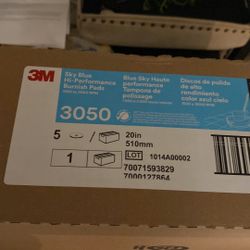 3M
Sky Blue
Hi-Performance
Burnish Pads
Blue Sky Haute
performance
Tampons de
polissage
Discos de pulido
de alto
rendimiento
color azul cielo
3050
5
20in
510mm
1
LOT 1014A00002
70071593829
7000127864